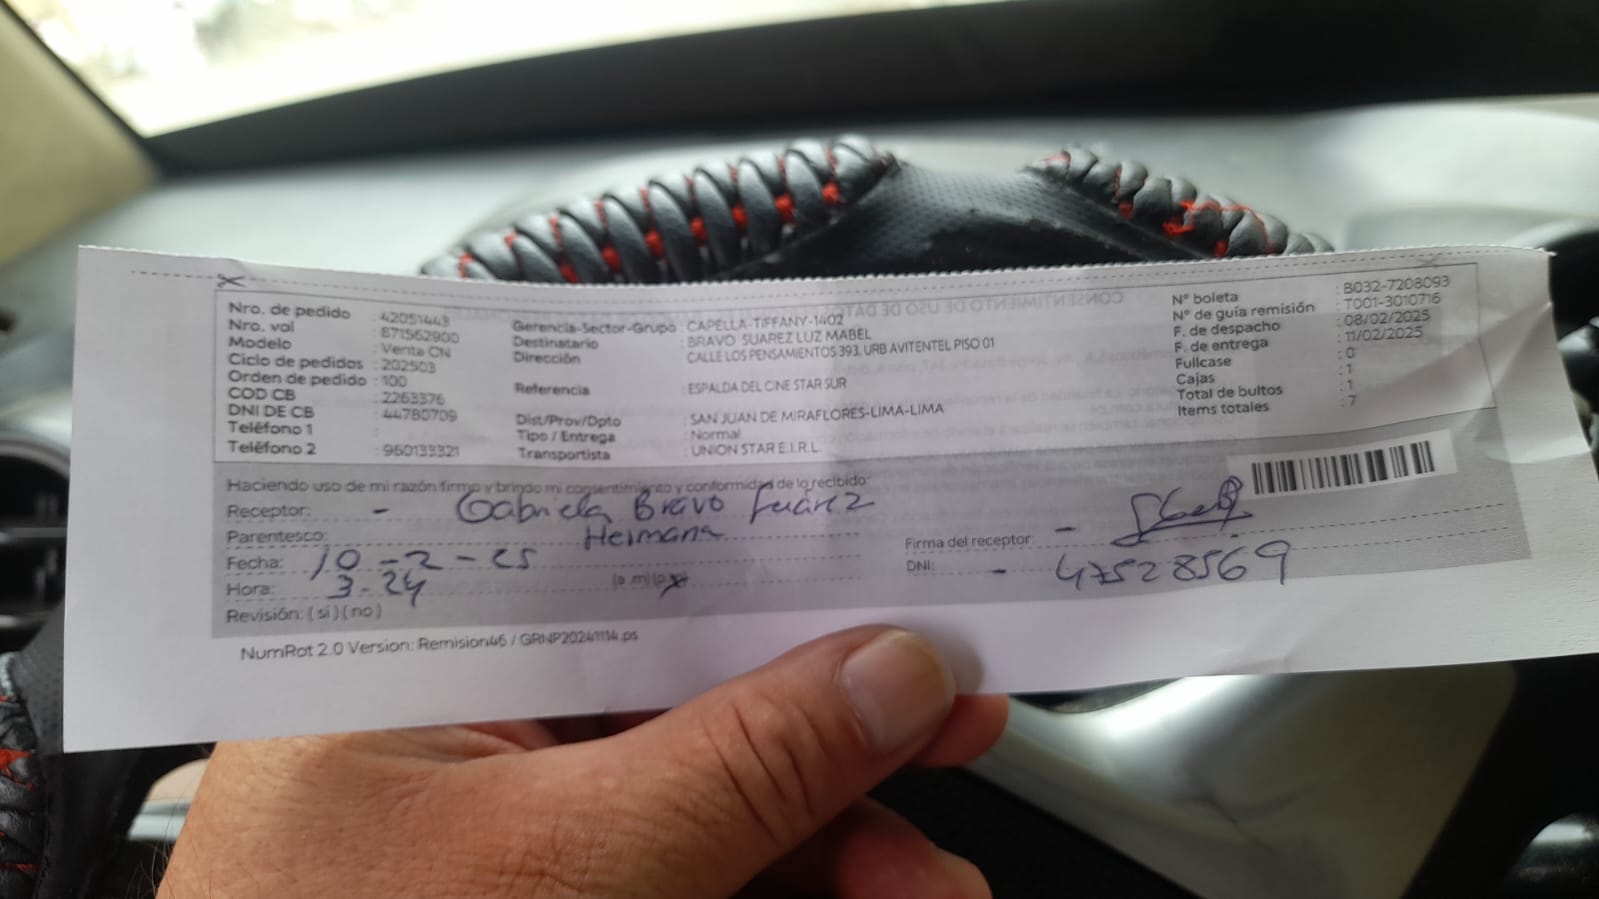 Nro. de pedido : 42051443
Nro. vol : 871562900
Modelo : Venta CN
Ciclo de pedidos : 202503
Orden de pedido : 100
COD CB : 2263376
DNI DE CB : 44780709
Teléfono 1 :
Teléfono 2 : 960133321
Gerencia-Sector-Grupo : CAPELLA-TIFFANY-1402
Destinatario : BRAVO SUAREZ LUZ MABEL
Dirección : CALLE LOS PENSAMIENTOS 393, URB AVITENTEL PISO 01
Referencia : ESPALDA DEL CINE STAR SUR
Dist/Prov/Dpto : SAN JUAN DE MIRAFLORES-LIMA-LIMA
Tipo / Entrega : Normal
Transportista : UNION STAR E.I.R.L.
N° boleta : B032-7208093
N° de guía remisión : T001-3010716
F. de despacho : 08/02/2025
F. de entrega : 11/02/2025
Fullcase : 0
Cajas : 1
Total de bultos : 1
Items totales : 7
Haciendo uso de mi razón firmo y brindo mi consentimiento y conformidad de lo recibido:
Receptor: - Gabriela Bravo Suárez
Parentesco: Hermana
Fecha: 10-2-25
Hora: 3-24 (a .m) (p.m)
Revisión: ( si ) ( no )
Firma del receptor: -
DNI: - 47528569
NumRot 2.0 Version: Remision46 / GRNP20241114.ps